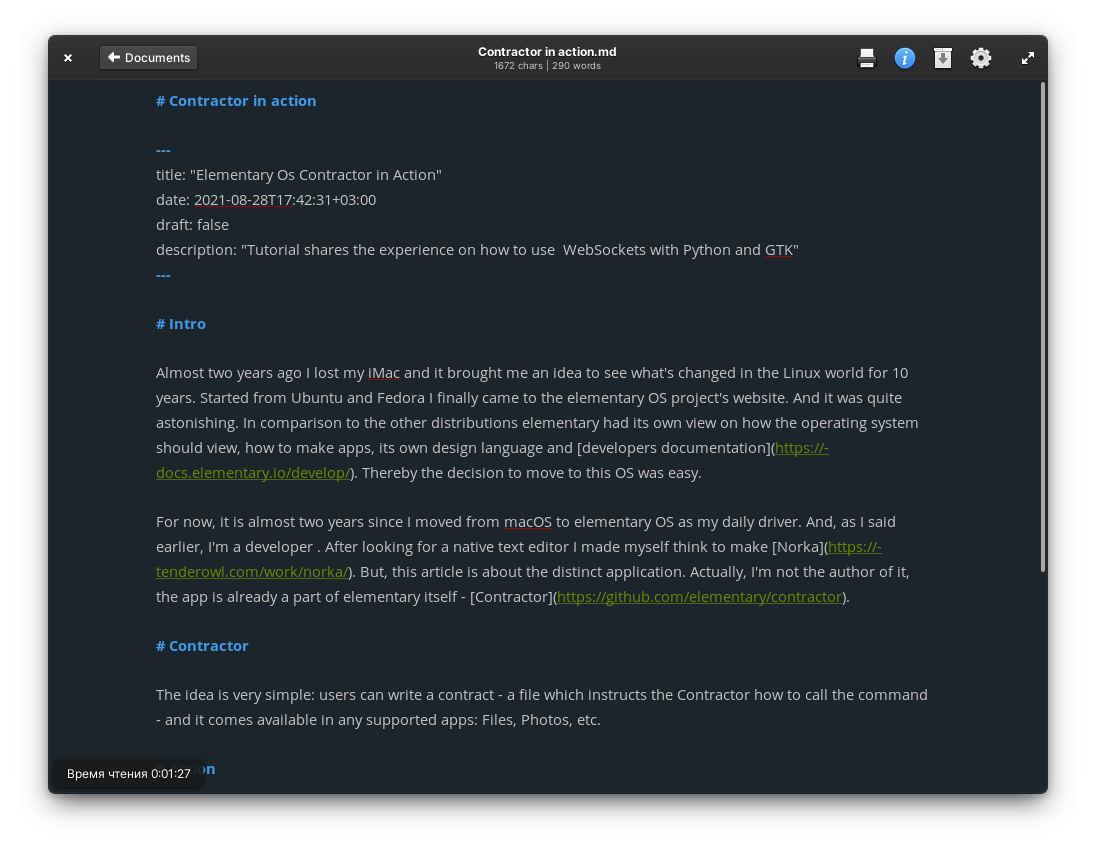 Documents
Contractor in action.md
1672 chars | 290 words
# Contractor in action
---
title: "Elementary Os Contractor in Action"
date: 2021-08-28T17:42:31+03:00
draft: false
description: "Tutorial shares the experience on how to use  WebSockets with Python and GTK"
---
# Intro
Almost two years ago I lost my iMac and it brought me an idea to see what's changed in the Linux world for 10
years. Started from Ubuntu and Fedora I finally came to the elementary OS project's website. And it was quite
astonishing. In comparison to the other distributions elementary had its own view on how the operating system
should view, how to make apps, its own design language and [developers documentation](https://-
docs.elementary.io/develop/). Thereby the decision to move to this OS was easy.
For now, it is almost two years since I moved from macOS to elementary OS as my daily driver. And, as I said
earlier, I'm a developer . After looking for a native text editor I made myself think to make [Norka](https://-
tenderowl.com/work/norka/). But, this article is about the distinct application. Actually, I'm not the author of it,
the app is already a part of elementary itself - [Contractor](https://github.com/elementary/contractor).
# Contractor
The idea is very simple: users can write a contract - a file which instructs the Contractor how to call the command
- and it comes available in any supported apps: Files, Photos, etc.
# Action
Время чтения 0:01:27